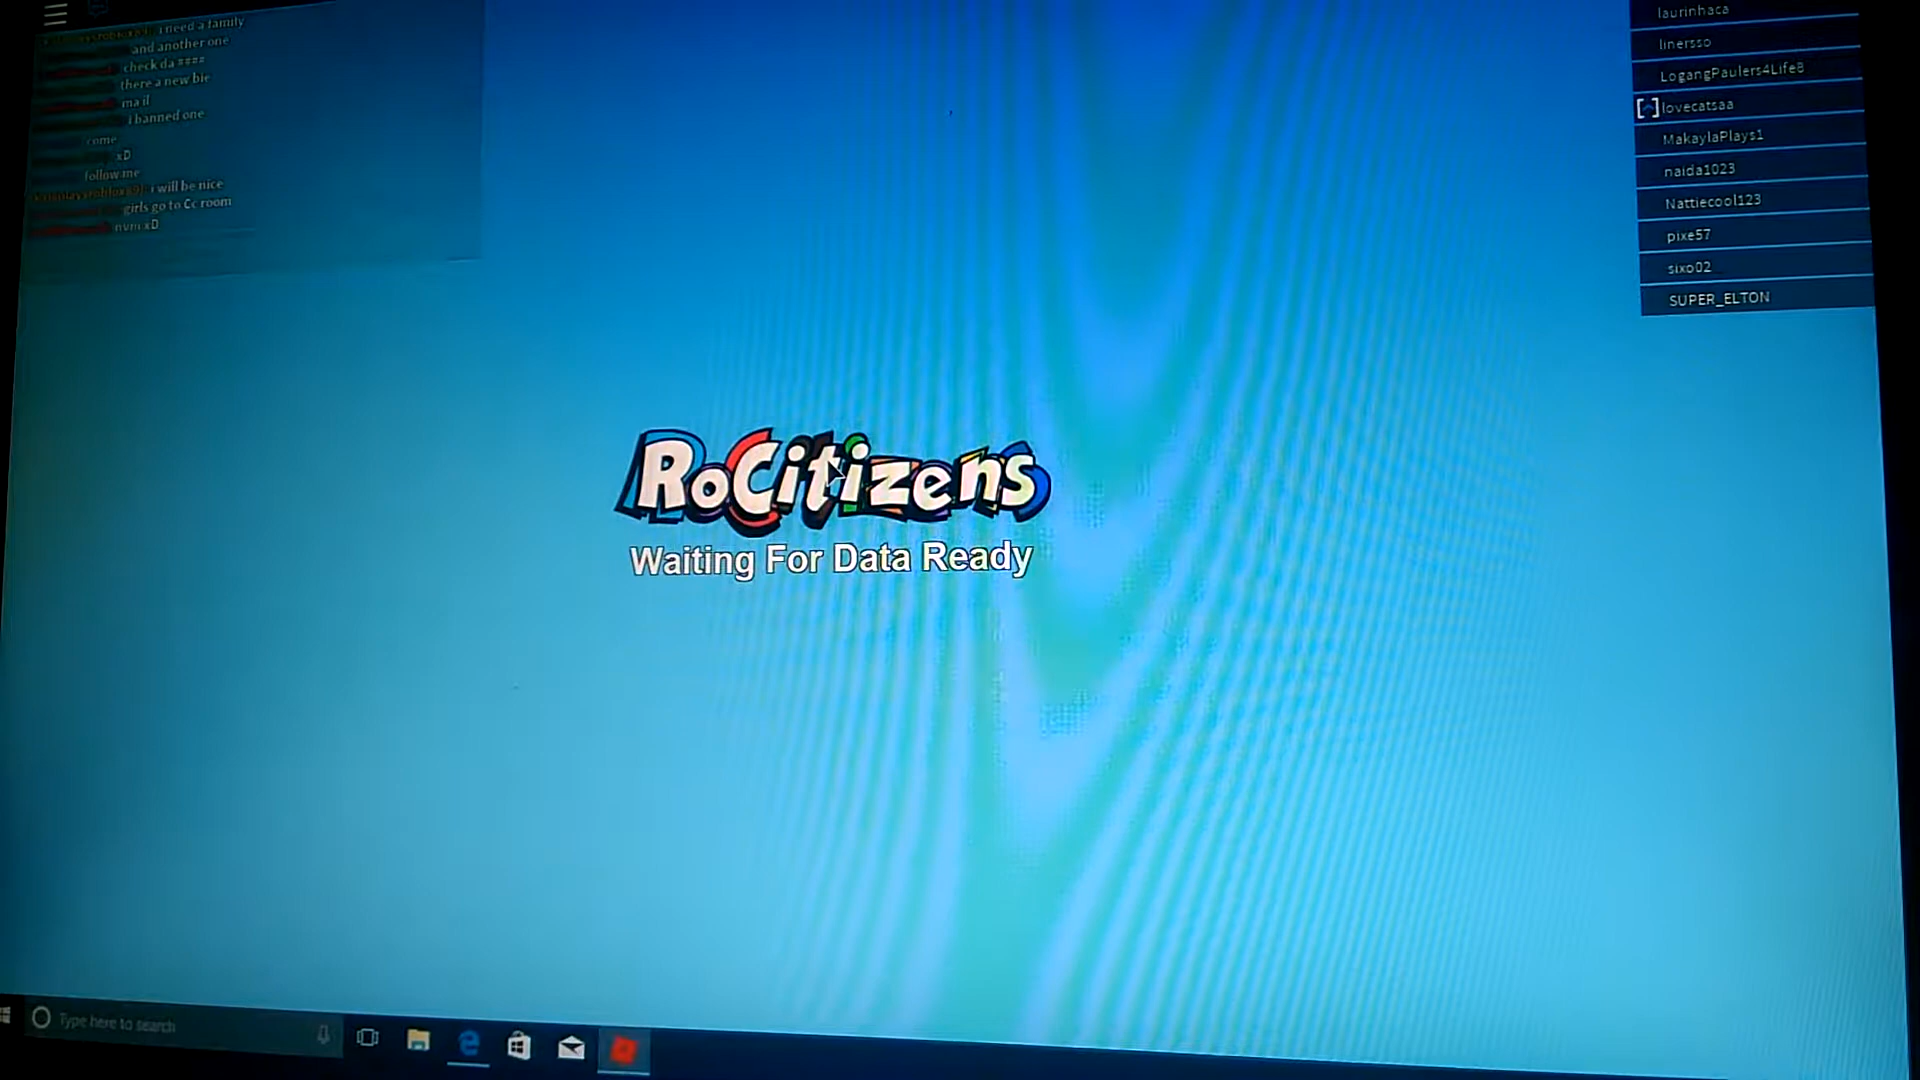 i need a family
and another one
check da ####
there a new bie
ma il
i banned one
come
xD
follow me
i will be nice
girls go to Cc room
nvm xD
laurinhaca
linersso
LogangPaulers4Life8
lovecatsaa
MakaylaPlays1
naida1023
Nattiecool123
pixe57
sixo02
SUPER_ELTON
RoCitizens
Waiting For Data Ready
Type here to search